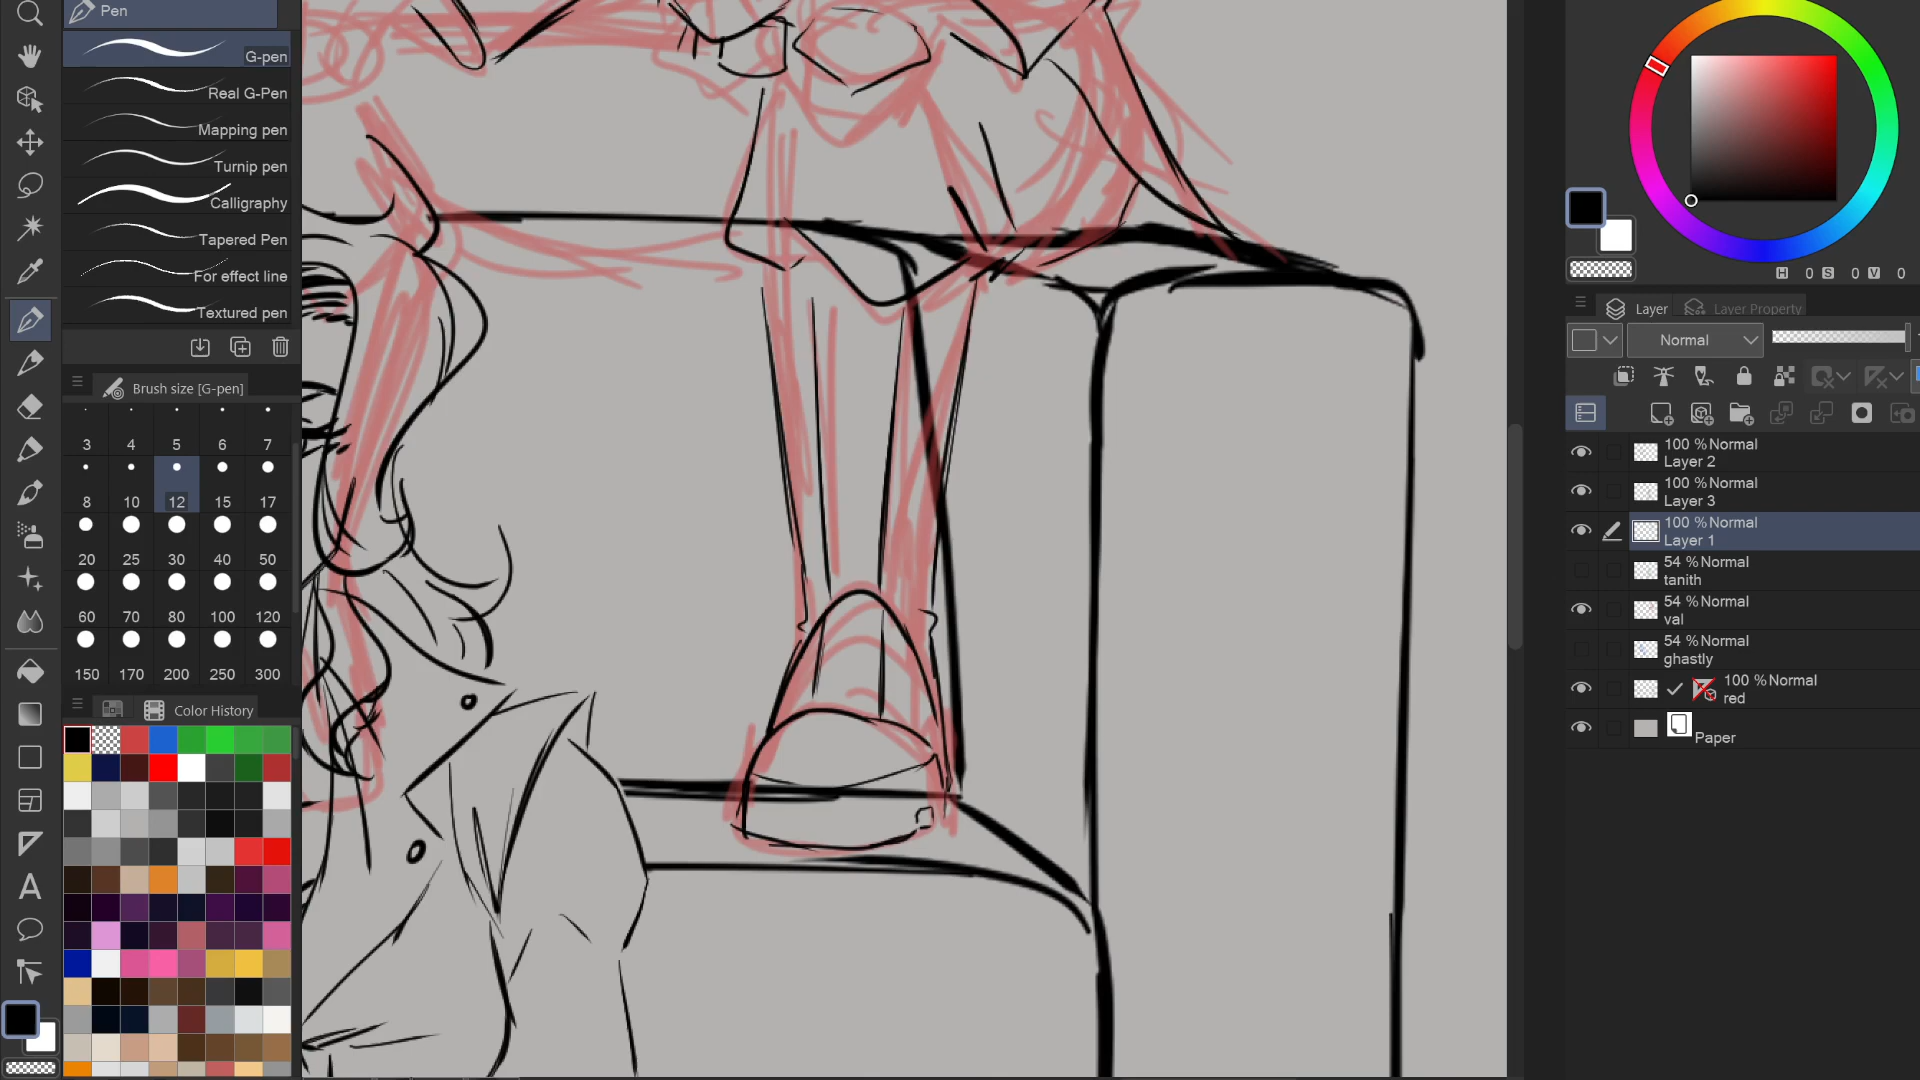 Pen
G-pen
Real G-Pen
Mapping pen
Turnip pen
Calligraphy
Tapered Pen
For effect line
Textured pen
Brush size [G-pen]
3 4 5 6 7
8 10 12 15 17
20 25 30 40 50
60 70 80 100 120
150 170 200 250 300
Color History
H 0 S 0 V 0
Layer Layer Property
Normal
100 % Normal
Layer 2
100 % Normal
Layer 3
100 % Normal
Layer 1
54 % Normal
tanith
54 % Normal
val
54 % Normal
ghastly
100 % Normal
red
Paper